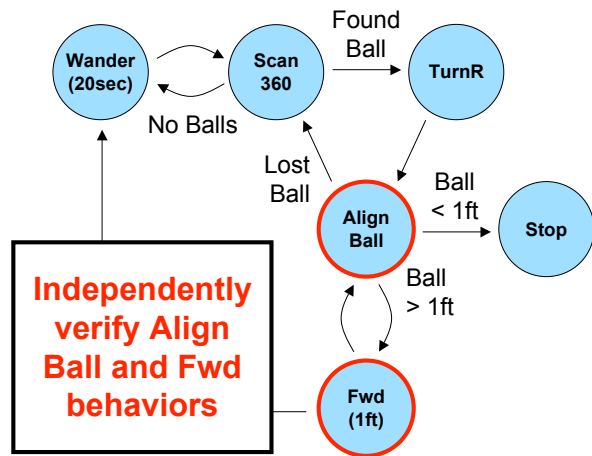 Found
Ball
Wander
(20sec)
Scan
360
TurnR
No Balls
Lost
Ball
Ball
< 1ft
Align
Ball
Stop
Ball
> 1ft
Independently
verify Align
Ball and Fwd
behaviors
Fwd
(1ft)